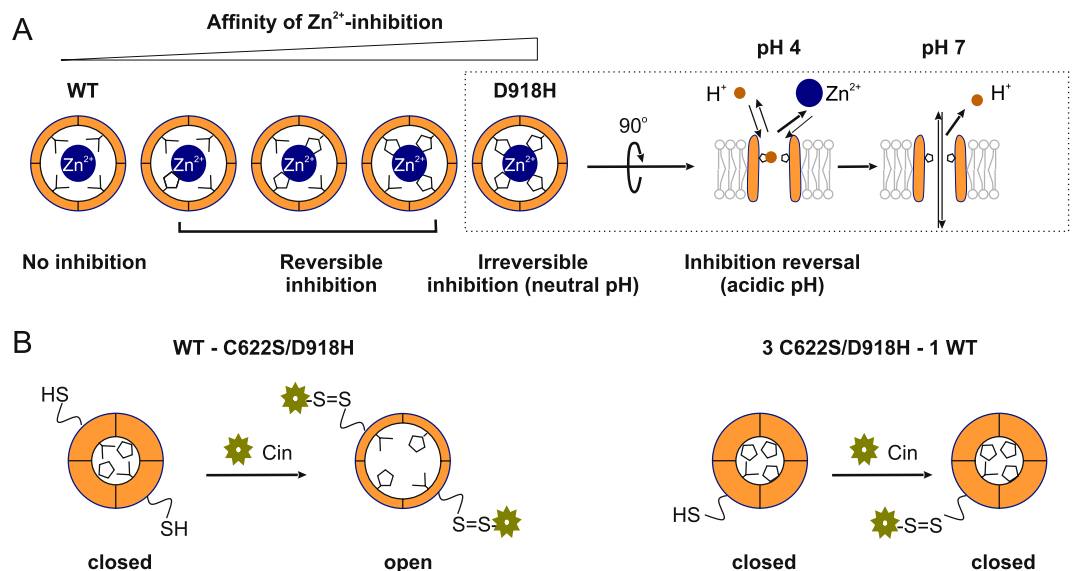 A
Affinity of Zn²⁺-inhibition
WT
D918H
pH 4
pH 7
H⁺
Zn²⁺
H⁺
90°
Zn²⁺
Zn²⁺
Zn²⁺
Zn²⁺
Zn²⁺
No inhibition
Reversible
inhibition
Irreversible
inhibition (neutral pH)
Inhibition reversal
(acidic pH)
B
WT - C622S/D918H
3 C622S/D918H - 1 WT
HS
S=S
Cin
SH
S=S
closed
open
HS
Cin
S=S
closed
closed